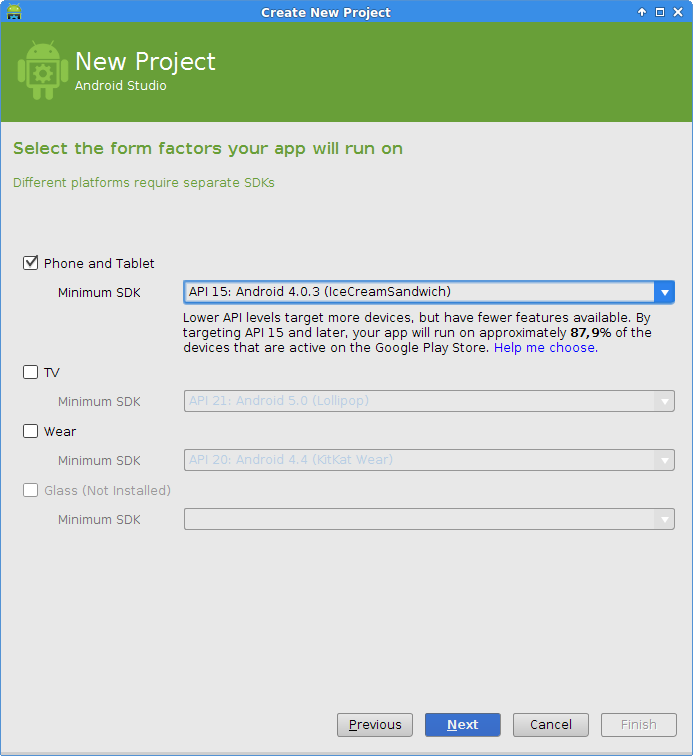 Create New Project
New Project
Android Studio
Select the form factors your app will run on
Different platforms require separate SDKs
Phone and Tablet
Minimum SDK
API 15: Android 4.0.3 (IceCreamSandwich)
Lower API levels target more devices, but have fewer features available. By
targeting API 15 and later, your app will run on approximately 87,9% of the
devices that are active on the Google Play Store. Help me choose.
TV
Minimum SDK
API 21: Android 5.0 (Lollipop)
Wear
Minimum SDK
API 20: Android 4.4 (KitKat Wear)
Glass (Not Installed)
Minimum SDK
Previous
Next
Cancel
Finish